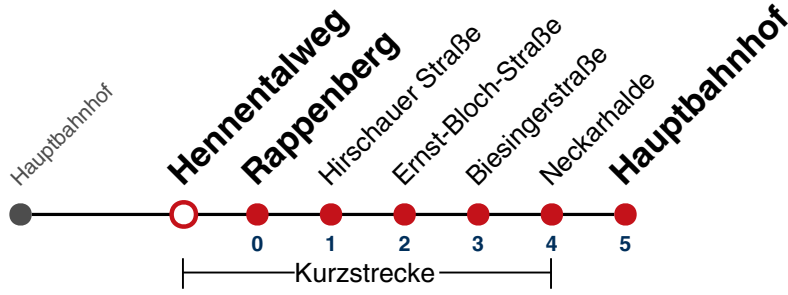 Hauptbahnhof
Hennentalweg
Rappenberg
Hirschauer Straße
Ernst-Bloch-Straße
Biesingerstraße
Neckarhalde
Hauptbahnhof
0 1 2 3 4 5
Kurzstrecke